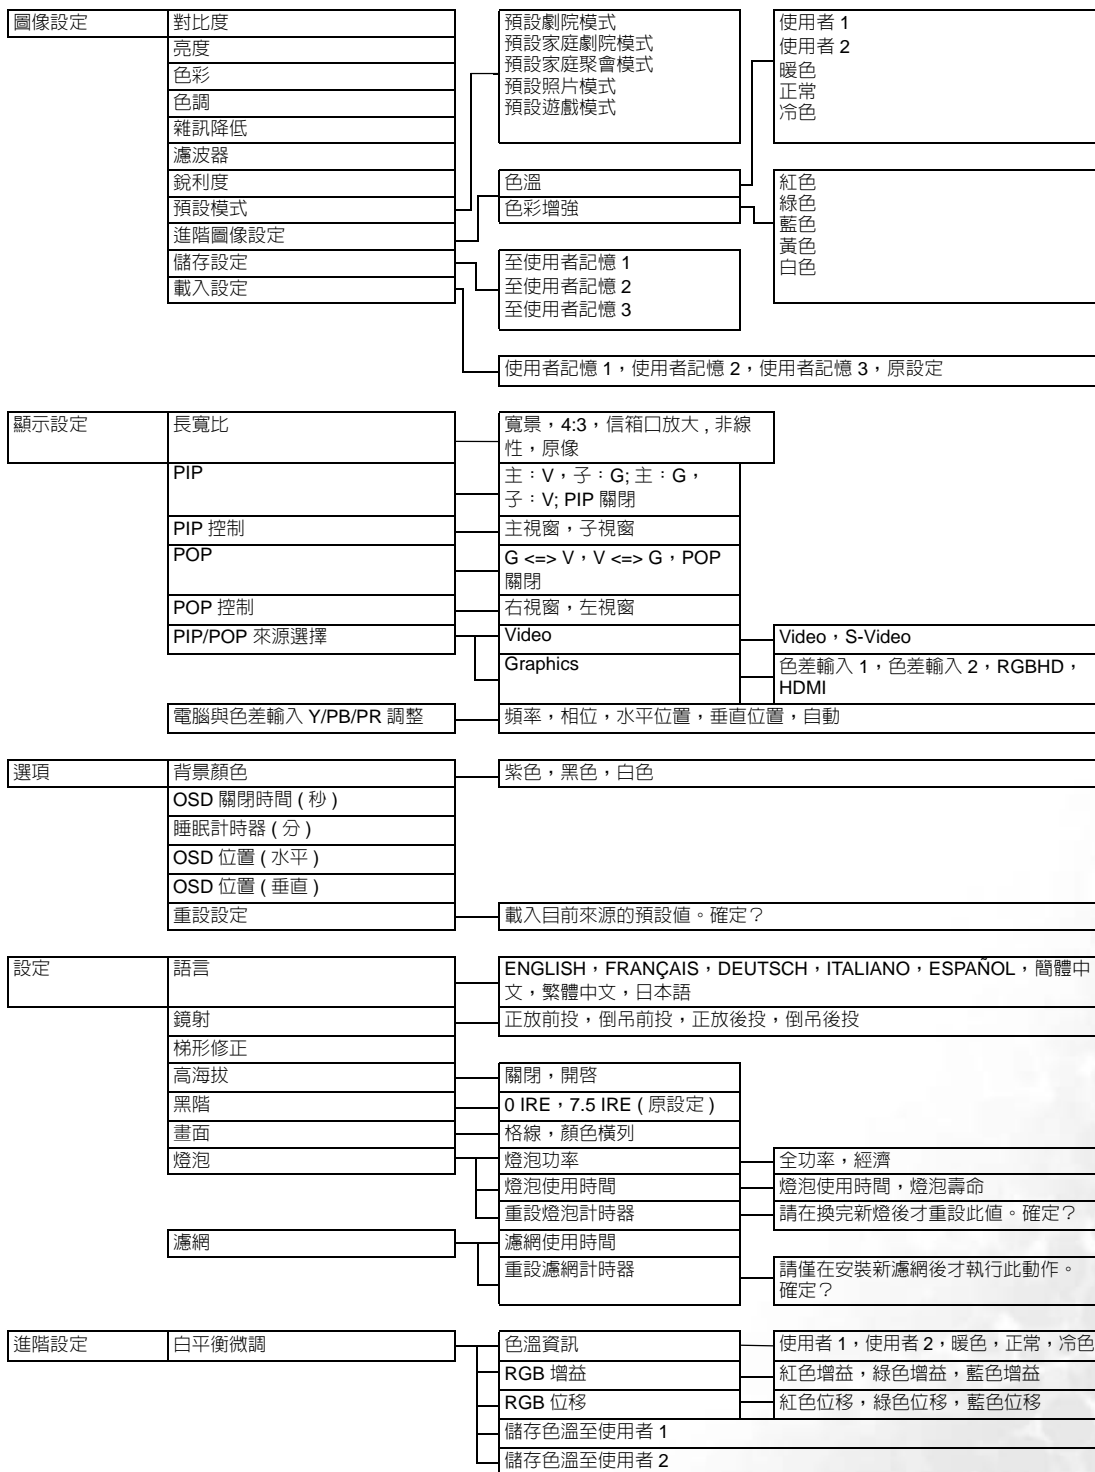 圖像設定
對比度
亮度
色彩
色調
雜訊降低
濾波器
銳利度
預設模式
進階圖像設定
儲存設定
載入設定
預設劇院模式
預設家庭劇院模式
預設家庭聚會模式
預設照片模式
預設遊戲模式
色溫
色彩增強
至使用者記憶 1
至使用者記憶 2
至使用者記憶 3
使用者記憶 1，使用者記憶 2，使用者記憶 3，原設定
使用者 1
使用者 2
暖色
正常
冷色
紅色
綠色
藍色
黃色
白色
顯示設定
長寬比
寬景，4:3，信箱口放大 , 非線
性，原像
PIP
主：V，子：G; 主：G，
子：V; PIP 關閉
PIP 控制
主視窗，子視窗
POP
G <=> V，V <=> G，POP
關閉
POP 控制
右視窗，左視窗
PIP/POP 來源選擇
Video
Video，S-Video
Graphics
色差輸入 1，色差輸入 2，RGBHD，
HDMI
電腦與色差輸入 Y/PB/PR 調整
頻率，相位，水平位置，垂直位置，自動
選項
背景顏色
紫色，黑色，白色
OSD 關閉時間 ( 秒 )
睡眠計時器 ( 分 )
OSD 位置 ( 水平 )
OSD 位置 ( 垂直 )
重設設定
載入目前來源的預設值。確定？
設定
語言
ENGLISH，FRANÇAIS，DEUTSCH，ITALIANO，ESPAÑOL，簡體中
文，繁體中文，日本語
鏡射
正放前投，倒吊前投，正放後投，倒吊後投
梯形修正
高海拔
關閉，開啓
黑階
0 IRE，7.5 IRE ( 原設定 )
畫面
格線，顏色橫列
燈泡
燈泡功率
全功率，經濟
燈泡使用時間
燈泡使用時間，燈泡壽命
重設燈泡計時器
請在換完新燈後才重設此值。確定？
濾網
濾網使用時間
重設濾網計時器
請僅在安裝新濾網後才執行此動作。
確定？
進階設定
白平衡微調
色溫資訊
使用者 1，使用者 2，暖色，正常，冷色
RGB 增益
紅色增益，綠色增益，藍色增益
RGB 位移
紅色位移，綠色位移，藍色位移
儲存色溫至使用者 1
儲存色溫至使用者 2